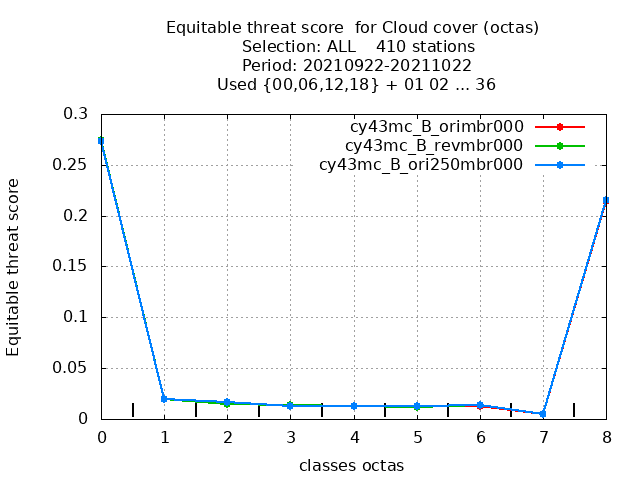 Equitable threat score  for Cloud cover (octas)
Selection: ALL    410 stations
Period: 20210922-20211022
Used {00,06,12,18} + 01 02 ... 36
cy43mc_B_orimbr000
cy43mc_B_revmbr000
cy43mc_B_ori250mbr000
Equitable threat score
0.3
0.25
0.2
0.15
0.1
0.05
0
0 1 2 3 4 5 6 7 8
classes octas